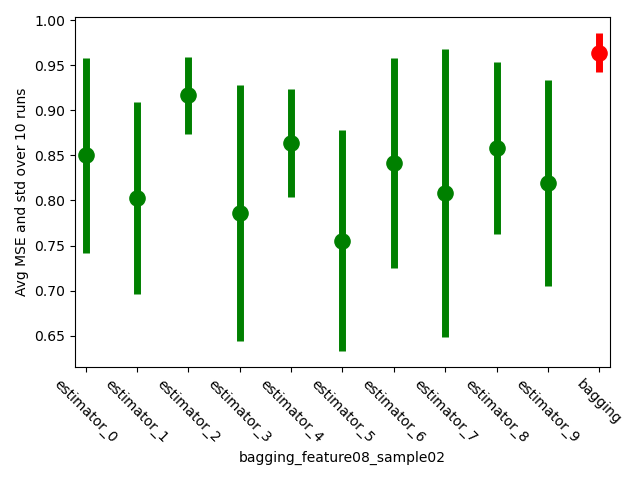 1.00
0.95
0.90
0.85
0.80
0.75
0.70
0.65
Avg MSE and std over 10 runs
estimator_0
estimator_1
estimator_2
estimator_3
estimator_4
estimator_5
estimator_6
estimator_7
estimator_8
estimator_9
bagging
bagging_feature08_sample02